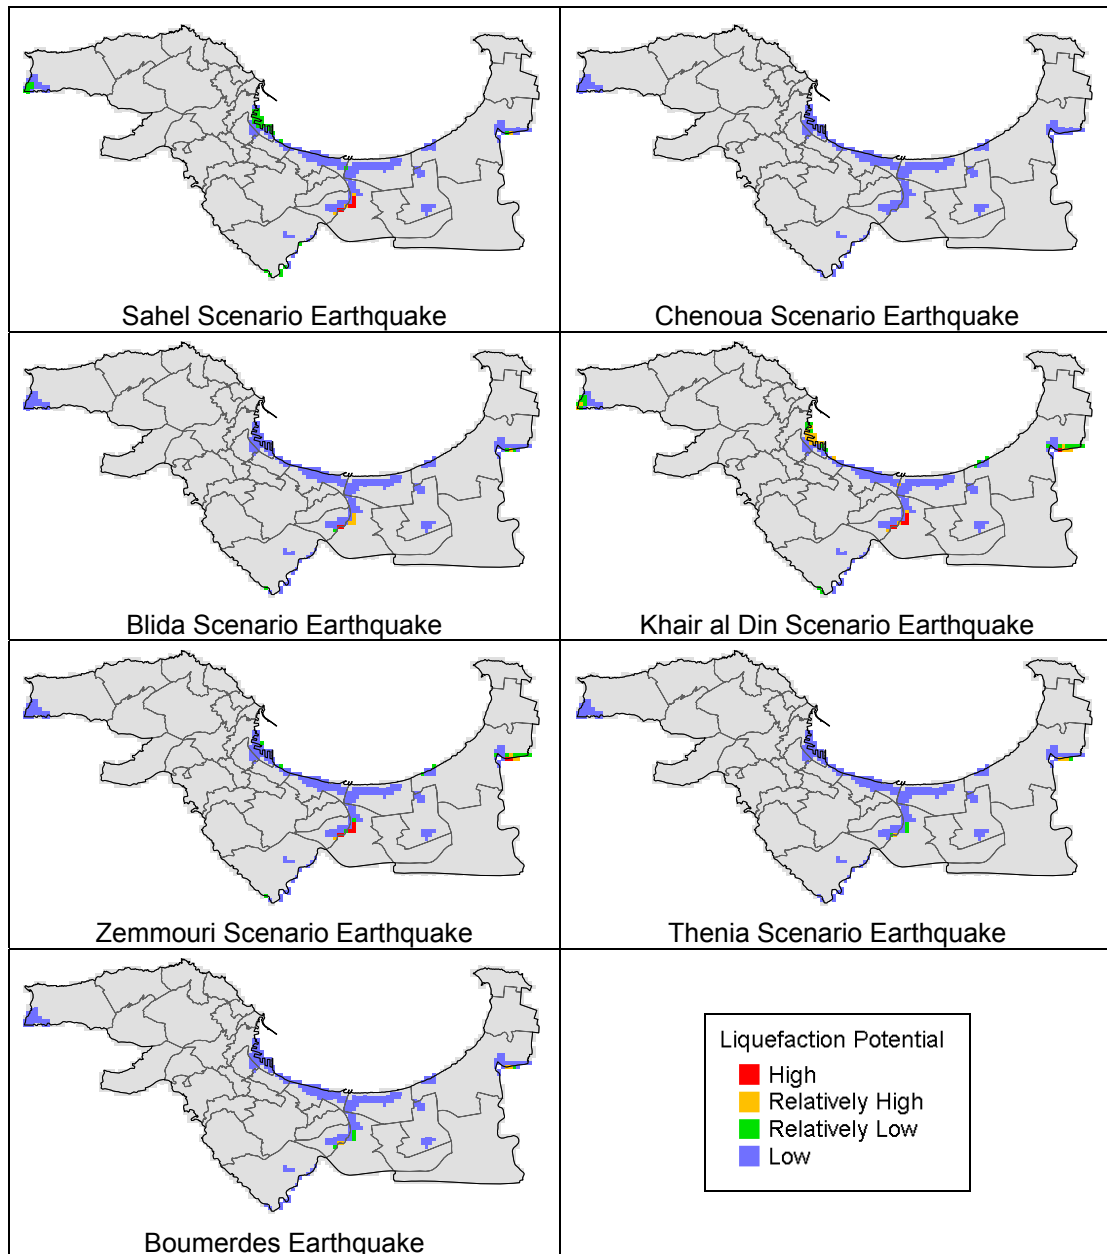 Sahel Scenario Earthquake
Chenoua Scenario Earthquake
Blida Scenario Earthquake
Khair al Din Scenario Earthquake
Zemmouri Scenario Earthquake
Thenia Scenario Earthquake
Boumerdes Earthquake
Liquefaction Potential
High
Relatively High
Relatively Low
Low